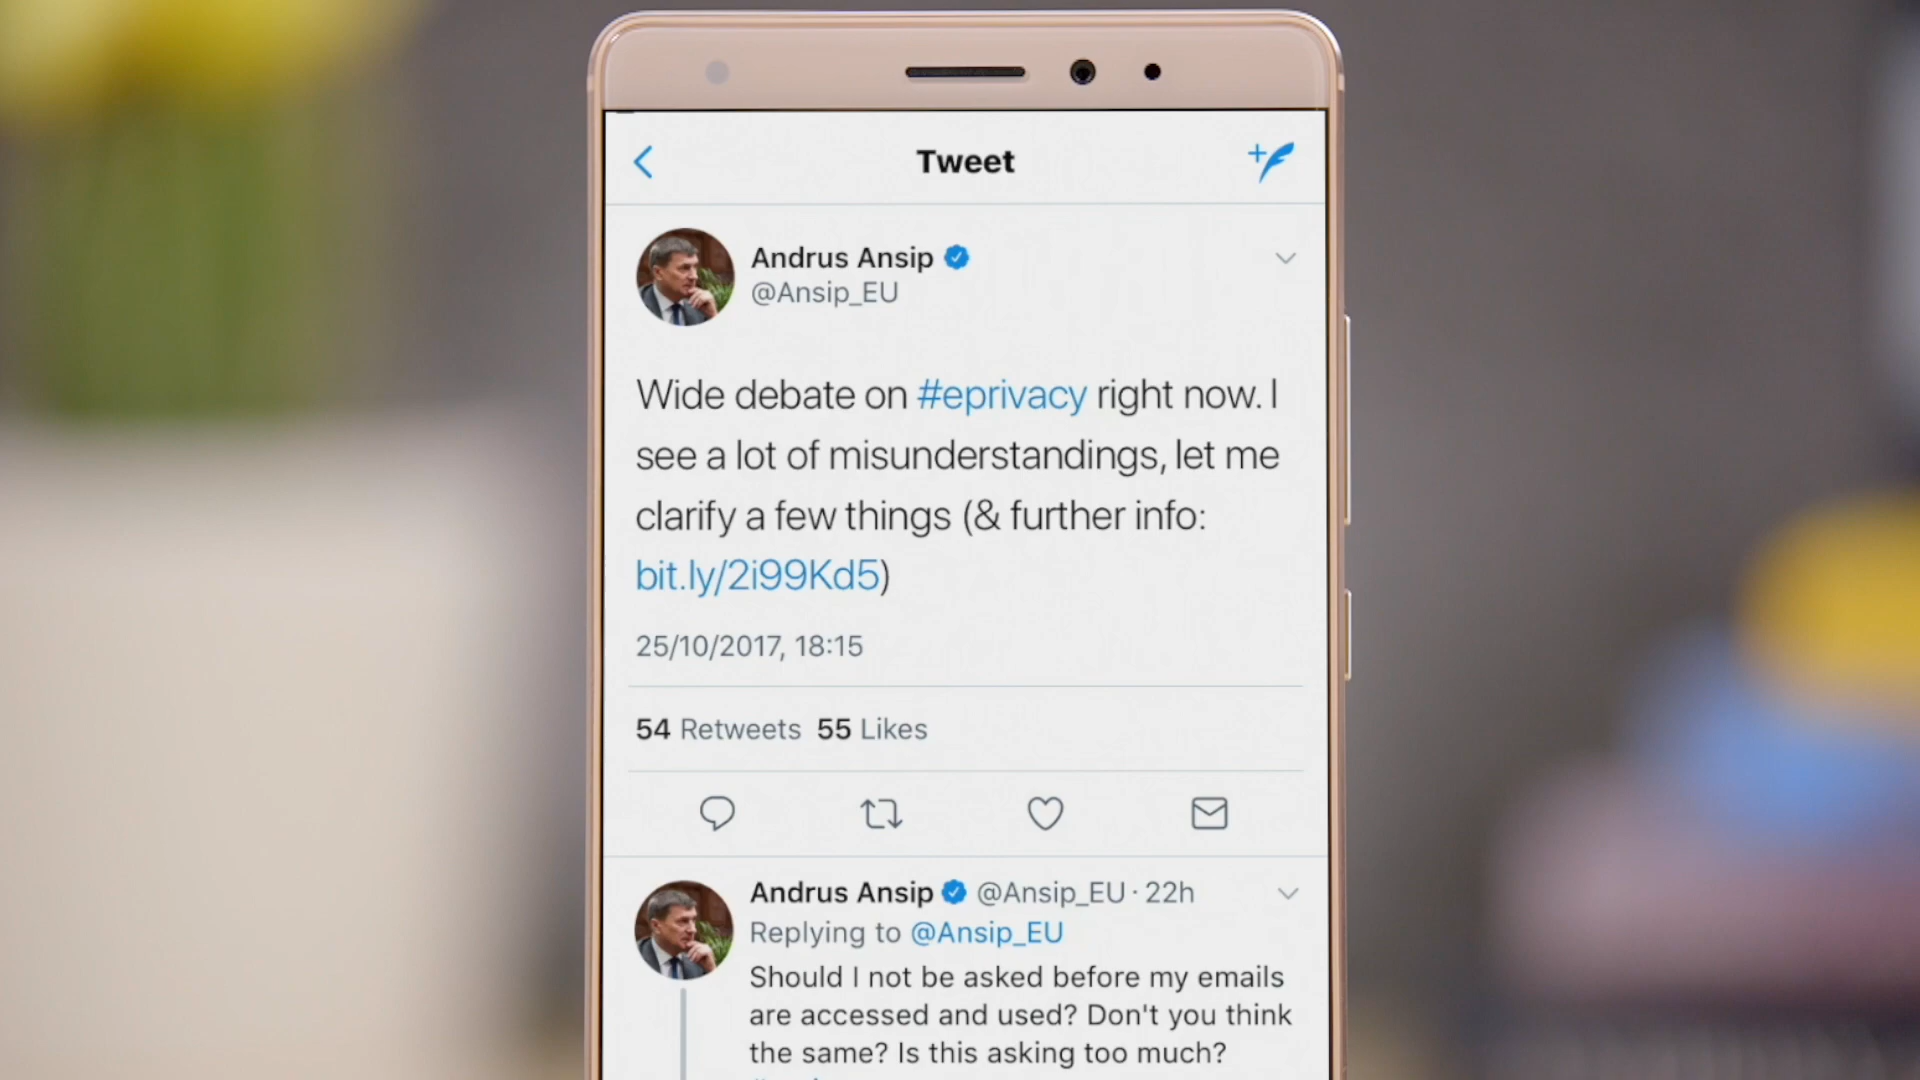 Tweet
Andrus Ansip
@Ansip_EU
Wide debate on #eprivacy right now. I
see a lot of misunderstandings, let me
clarify a few things (& further info:
bit.ly/2i99Kd5)
25/10/2017, 18:15
54 Retweets 55 Likes
Andrus Ansip @Ansip_EU · 22h
Replying to @Ansip_EU
Should I not be asked before my emails
are accessed and used? Don't you think
the same? Is this asking too much?